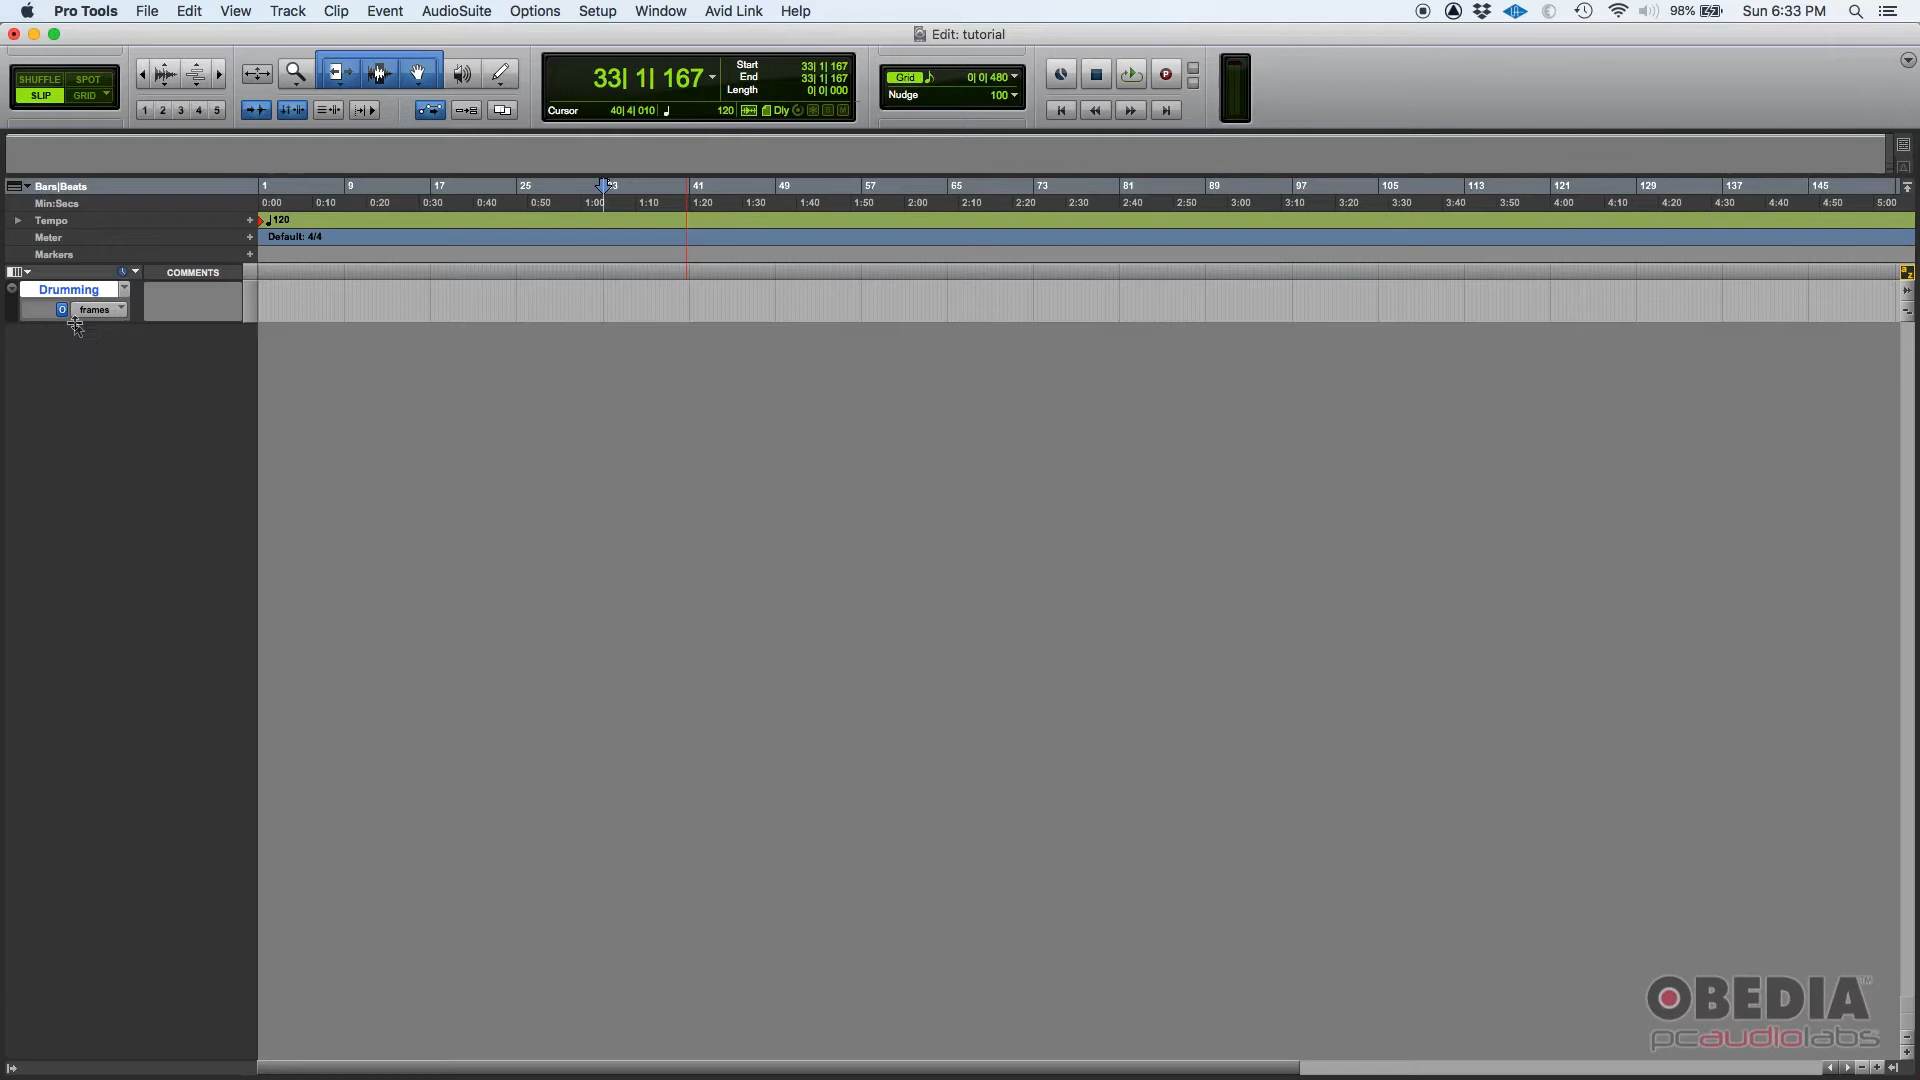 Pro Tools File Edit View Track Clip Event AudioSuite Options Setup Window Avid Link Help 98% Sun 6:33 PM
Edit: tutorial
SHUFFLE SPOT
SLIP GRID
1 2 3 4 5
33| 1| 167
Start 33| 1| 167
End 33| 1| 167
Length 0| 0| 000
Cursor 40| 4| 010 120 Dly
Grid 0| 0| 480
Nudge 100
Bars|Beats 1 9 17 25 41 49 57 65 73 81 89 97 105 113 121 129 137 145
Min:Secs 0:00 0:10 0:20 0:30 0:40 0:50 1:00 1:10 1:20 1:30 1:40 1:50 2:00 2:10 2:20 2:30 2:40 2:50 3:00 3:10 3:20 3:30 3:40 3:50 4:00 4:10 4:20 4:30 4:40 4:50 5:00
Tempo + 120
Meter + Default: 4/4
Markers +
COMMENTS
Drumming
O frames
OBEDIA™
pcaudiolabs